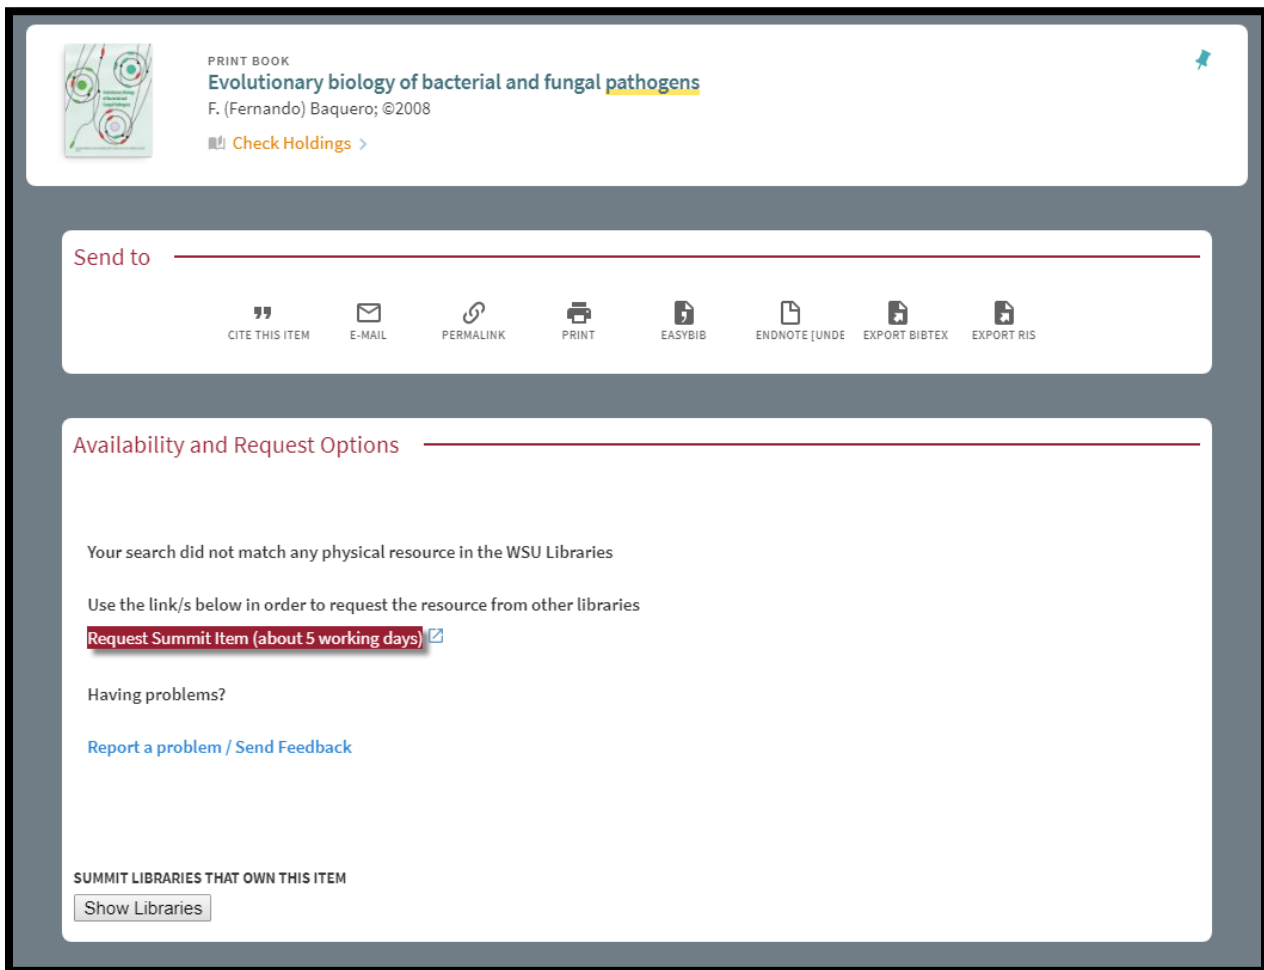 PRINT BOOK
Evolutionary biology of bacterial and fungal pathogens
F. (Fernando) Baquero; ©2008
Check Holdings
Send to
CITE THIS ITEM
E-MAIL
PERMALINK
PRINT
EASYBIB
ENDNOTE [UNDE
EXPORT BIBTEX
EXPORT RIS
Availability and Request Options
Your search did not match any physical resource in the WSU Libraries
Use the link/s below in order to request the resource from other libraries
Request Summit Item (about 5 working days)
Having problems?
Report a problem / Send Feedback
SUMMIT LIBRARIES THAT OWN THIS ITEM
Show Libraries